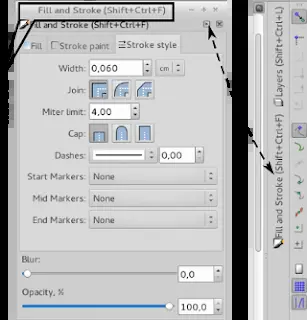 Fill and Stroke (Shift+Ctrl+F)
Fill and Stroke (Shift+Ctrl+F)
Fill Stroke paint Stroke style
Width: 0,060 cm
Join:
Miter limit: 4,00
Cap:
Dashes: 0,00
Start Markers: None
Mid Markers: None
End Markers: None
Blur:
0,0
Opacity, %
100,0
Layers (Shift+Ctrl+L)
Fill and Stroke (Shift+Ctrl+F)